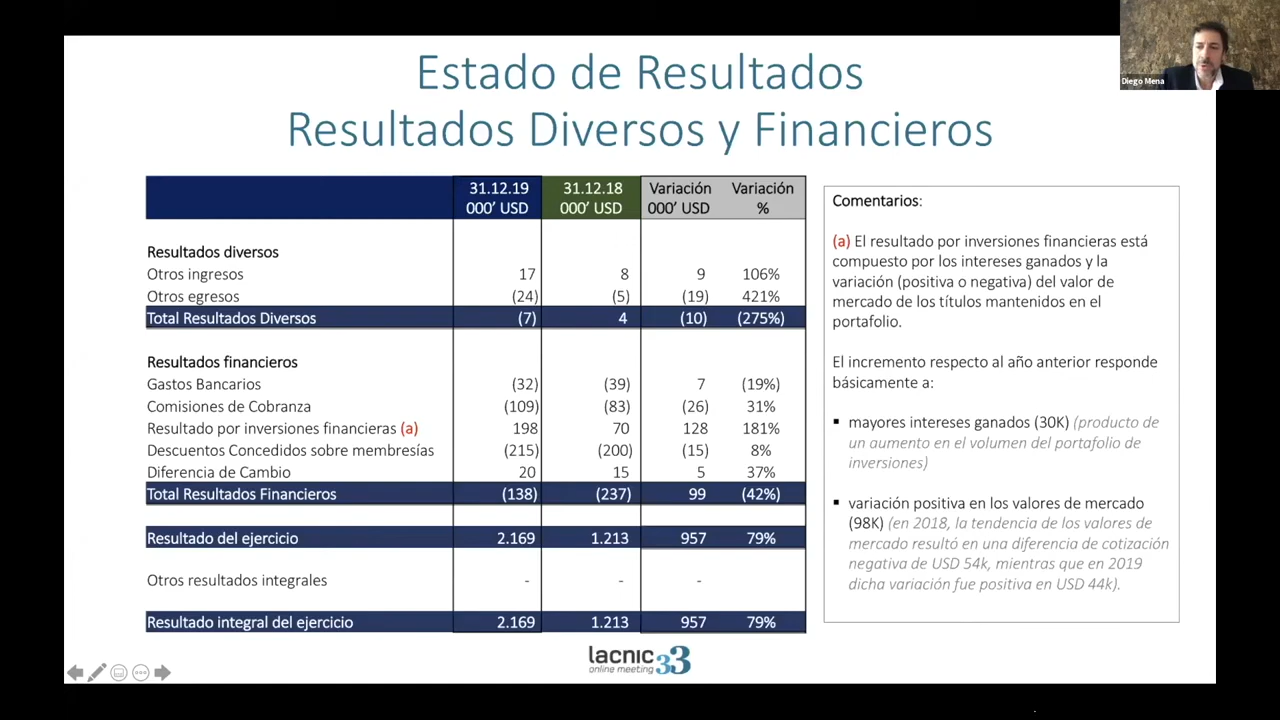 Diego Mena
Estado de Resultados
Resultados Diversos y Financieros
31.12.19 31.12.18 Variación Variación
000’ USD 000’ USD 000’ USD %
Resultados diversos
Otros ingresos 17 8 9 106%
Otros egresos (24) (5) (19) 421%
Total Resultados Diversos (7) 4 (10) (275%)
Resultados financieros
Gastos Bancarios (32) (39) 7 (19%)
Comisiones de Cobranza (109) (83) (26) 31%
Resultado por inversiones financieras (a) 198 70 128 181%
Descuentos Concedidos sobre membresías (215) (200) (15) 8%
Diferencia de Cambio 20 15 5 37%
Total Resultados Financieros (138) (237) 99 (42%)
Resultado del ejercicio 2.169 1.213 957 79%
Otros resultados integrales - - -
Resultado integral del ejercicio 2.169 1.213 957 79%
Comentarios:
(a) El resultado por inversiones financieras está
compuesto por los intereses ganados y la
variación (positiva o negativa) del valor de
mercado de los títulos mantenidos en el
portafolio.
El incremento respecto al año anterior responde
básicamente a:
▪ mayores intereses ganados (30K) (producto de
un aumento en el volumen del portafolio de
inversiones)
▪ variación positiva en los valores de mercado
(98K) (en 2018, la tendencia de los valores de
mercado resultó en una diferencia de cotización
negativa de USD 54k, mientras que en 2019
dicha variación fue positiva en USD 44k).
lacnic 33
online meeting